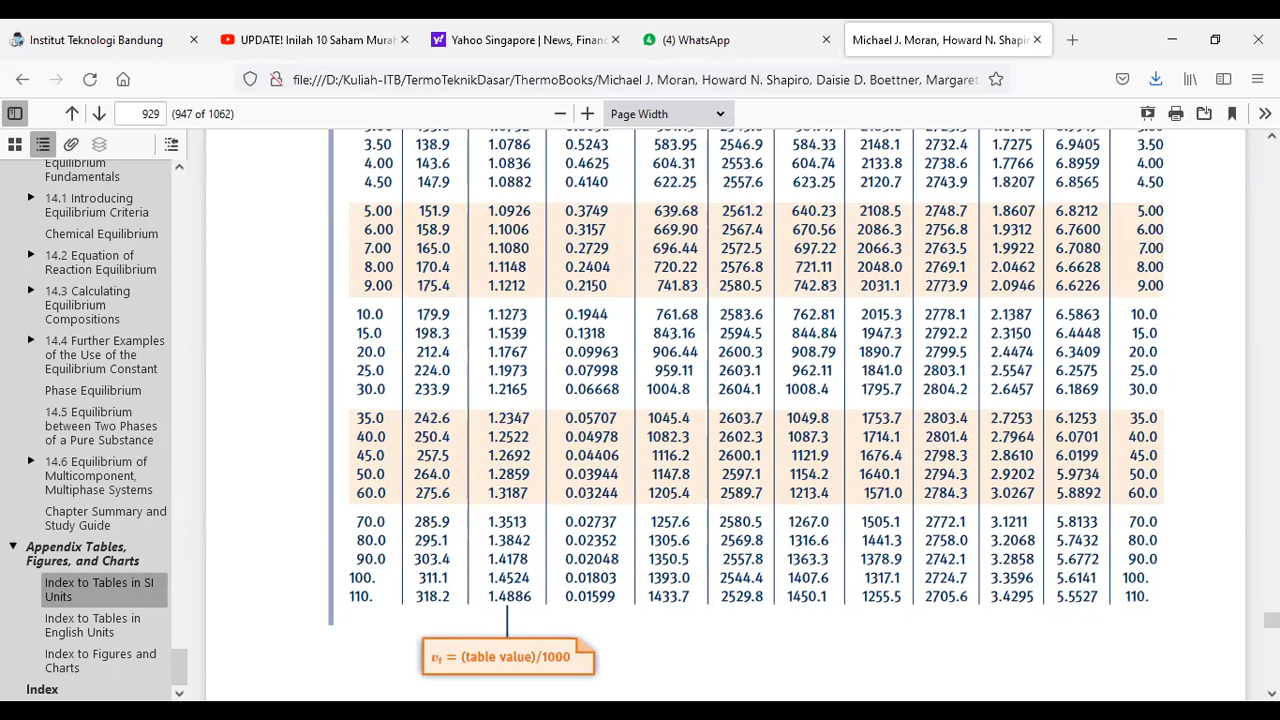 Institut Teknologi Bandung
UPDATE! Inilah 10 Saham Mural
Yahoo Singapore | News, Financ
(4) WhatsApp
Michael J. Moran, Howard N. Shapir
file:///D:/Kuliah-ITB/TermoTeknikDasar/ThermoBooks/Michael J. Moran, Howard N. Shapiro, Daisie D. Boettner, Margaret
929 (947 of 1062)
Page Width
Equilibrium
Fundamentals
14.1 Introducing
Equilibrium Criteria
Chemical Equilibrium
14.2 Equation of
Reaction Equilibrium
14.3 Calculating
Equilibrium
Compositions
14.4 Further Examples
of the Use of the
Equilibrium Constant
Phase Equilibrium
14.5 Equilibrium
between Two Phases
of a Pure Substance
14.6 Equilibrium of
Multicomponent,
Multiphase Systems
Chapter Summary and
Study Guide
Appendix Tables,
Figures, and Charts
Index to Tables in SI
Units
Index to Tables in
English Units
Index to Figures and
Charts
Index
3.50 138.9 1.0786 0.5243 583.95 2546.9 584.33 2148.1 2732.4 1.7275 6.9405 3.50
4.00 143.6 1.0836 0.4625 604.31 2553.6 604.74 2133.8 2738.6 1.7766 6.8959 4.00
4.50 147.9 1.0882 0.4140 622.25 2557.6 623.25 2120.7 2743.9 1.8207 6.8565 4.50
5.00 151.9 1.0926 0.3749 639.68 2561.2 640.23 2108.5 2748.7 1.8607 6.8212 5.00
6.00 158.9 1.1006 0.3157 669.90 2567.4 670.56 2086.3 2756.8 1.9312 6.7600 6.00
7.00 165.0 1.1080 0.2729 696.44 2572.5 697.22 2066.3 2763.5 1.9922 6.7080 7.00
8.00 170.4 1.1148 0.2404 720.22 2576.8 721.11 2048.0 2769.1 2.0462 6.6628 8.00
9.00 175.4 1.1212 0.2150 741.83 2580.5 742.83 2031.1 2773.9 2.0946 6.6226 9.00
10.0 179.9 1.1273 0.1944 761.68 2583.6 762.81 2015.3 2778.1 2.1387 6.5863 10.0
15.0 198.3 1.1539 0.1318 843.16 2594.5 844.84 1947.3 2792.2 2.3150 6.4448 15.0
20.0 212.4 1.1767 0.09963 906.44 2600.3 908.79 1890.7 2799.5 2.4474 6.3409 20.0
25.0 224.0 1.1973 0.07998 959.11 2603.1 962.11 1841.0 2803.1 2.5547 6.2575 25.0
30.0 233.9 1.2165 0.06668 1004.8 2604.1 1008.4 1795.7 2804.2 2.6457 6.1869 30.0
35.0 242.6 1.2347 0.05707 1045.4 2603.7 1049.8 1753.7 2803.4 2.7253 6.1253 35.0
40.0 250.4 1.2522 0.04978 1082.3 2602.3 1087.3 1714.1 2801.4 2.7964 6.0701 40.0
45.0 257.5 1.2692 0.04406 1116.2 2600.1 1121.9 1676.4 2798.3 2.8610 6.0199 45.0
50.0 264.0 1.2859 0.03944 1147.8 2597.1 1154.2 1640.1 2794.3 2.9202 5.9734 50.0
60.0 275.6 1.3187 0.03244 1205.4 2589.7 1213.4 1571.0 2784.3 3.0267 5.8892 60.0
70.0 285.9 1.3513 0.02737 1257.6 2580.5 1267.0 1505.1 2772.1 3.1211 5.8133 70.0
80.0 295.1 1.3842 0.02352 1305.6 2569.8 1316.6 1441.3 2758.0 3.2068 5.7432 80.0
90.0 303.4 1.4178 0.02048 1350.5 2557.8 1363.3 1378.9 2742.1 3.2858 5.6772 90.0
100. 311.1 1.4524 0.01803 1393.0 2544.4 1407.6 1317.1 2724.7 3.3596 5.6141 100.
110. 318.2 1.4886 0.01599 1433.7 2529.8 1450.1 1255.5 2705.6 3.4295 5.5527 110.
vf = (table value)/1000